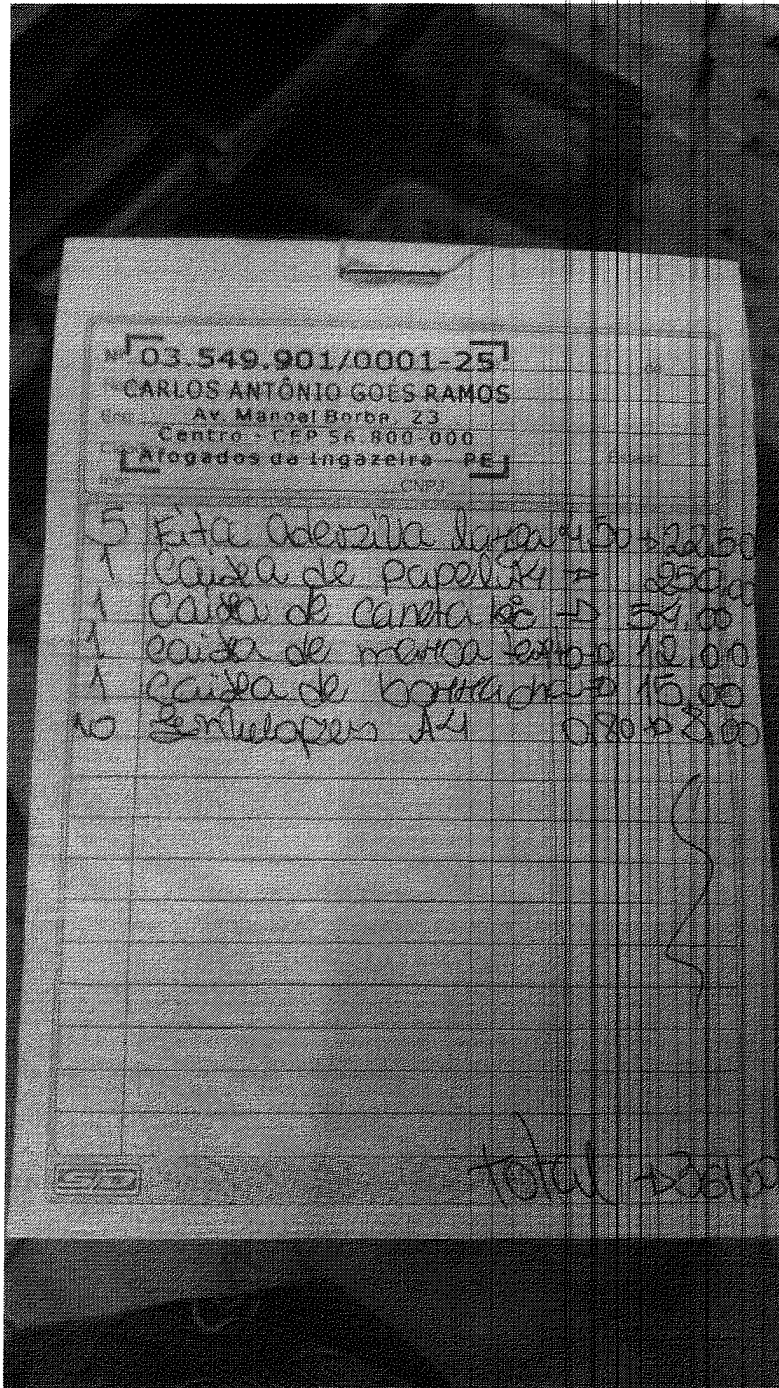 Nº 03.549.901/0001-25
CARLOS ANTÔNIO GOÉS RAMOS
Av. Manoel Borba, 23
Centro - CEP 56.800-000
Afogados da Ingazeira PE
CNPJ
5 Fita adesiva larga 4,50 → 22,50
1 Caixa de papel A4 → 250,00
1 Caixa de caneta → 54,00
1 caixa de marca texto → 12,00
1 caixa de borracha → 15,00
10 Envelopes A4 0,80 → 8,00
total → 361,50